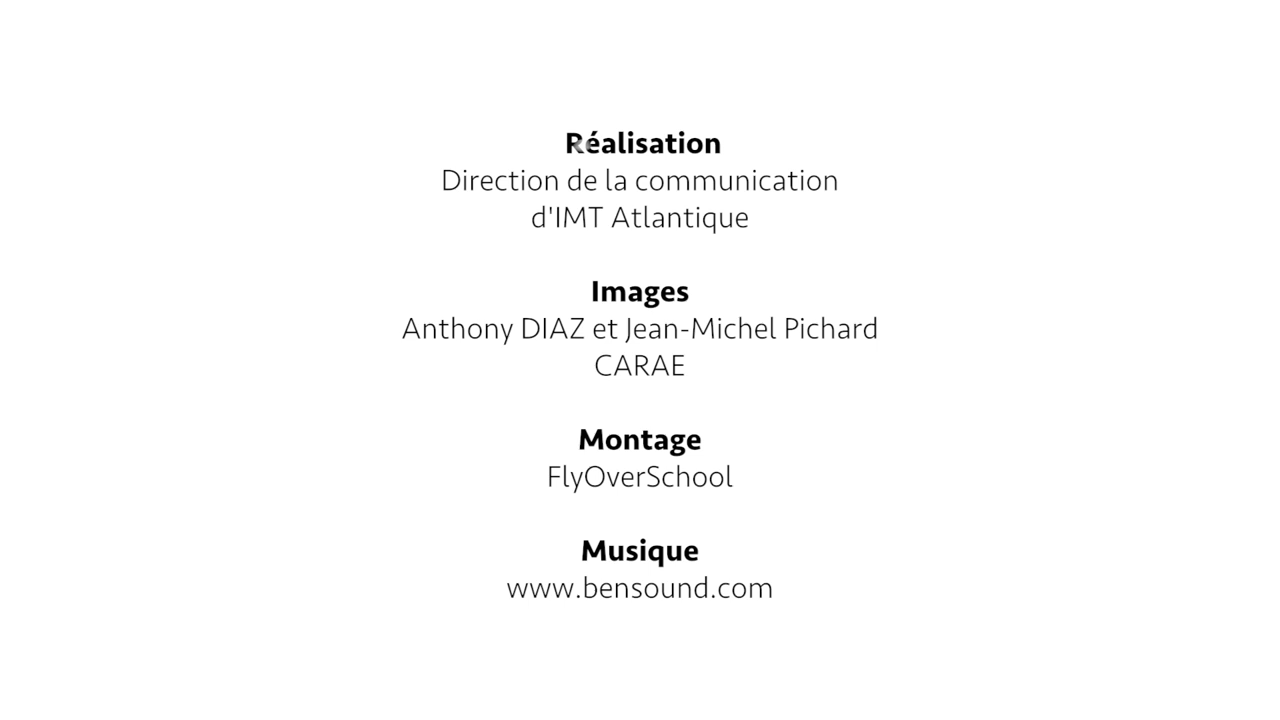 Réalisation
Direction de la communication
d'IMT Atlantique
Images
Anthony DIAZ et Jean-Michel Pichard
CARAE
Montage
FlyOverSchool
Musique
www.bensound.com